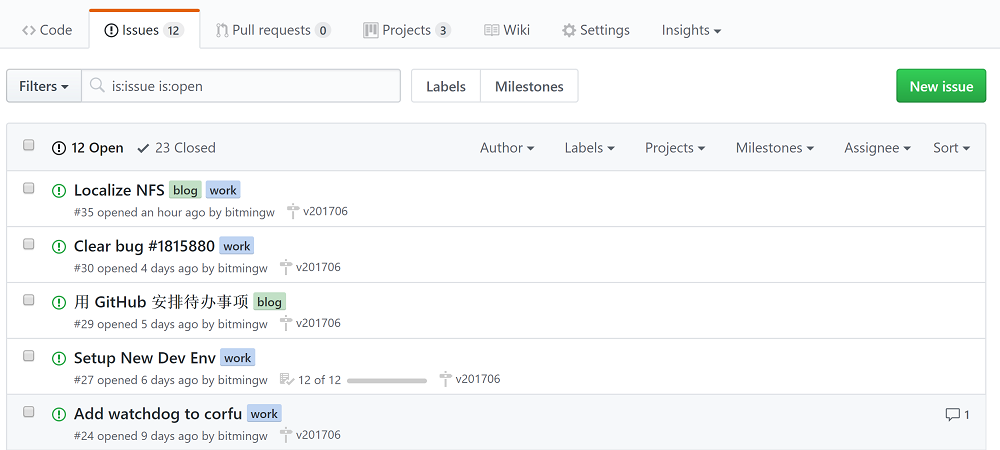 Code Issues 12 Pull requests 0 Projects 3 Wiki Settings Insights
Filters is:issue is:open Labels Milestones New issue
12 Open 23 Closed Author Labels Projects Milestones Assignee Sort
Localize NFS blog work
#35 opened an hour ago by bitmingw v201706
Clear bug #1815880 work
#30 opened 4 days ago by bitmingw v201706
用 GitHub 安排待办事项 blog
#29 opened 5 days ago by bitmingw v201706
Setup New Dev Env work
#27 opened 6 days ago by bitmingw 12 of 12 v201706
Add watchdog to corfu work 1
#24 opened 9 days ago by bitmingw v201706